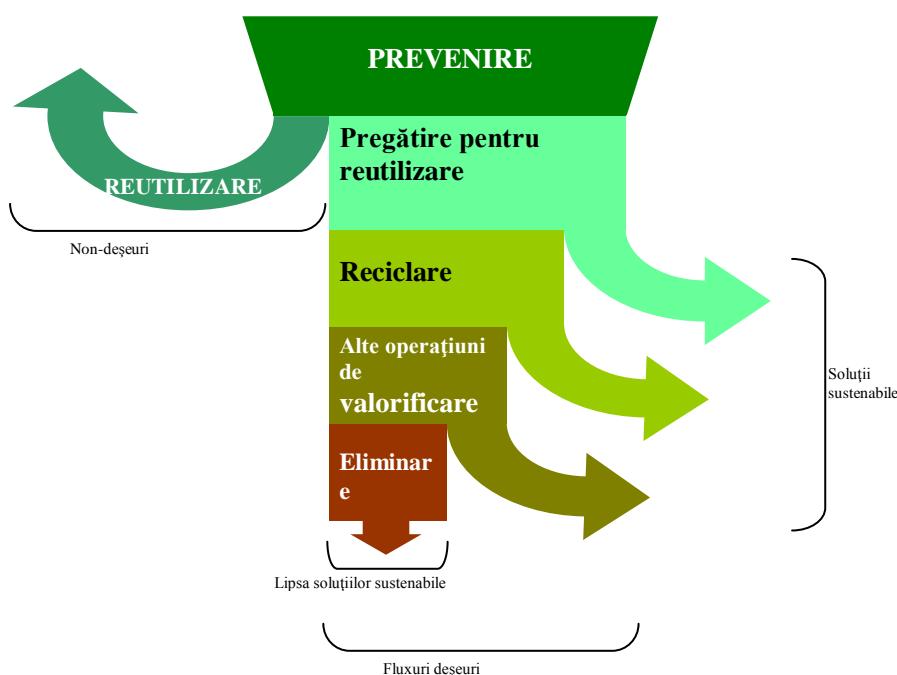 PREVENIRE
Pregătire pentru
reutilizare
REUTILIZARE
Non-deşeuri
Reciclare
Alte operaţiuni
de
valorificare
Soluţii
sustenabile
Eliminar
e
Lipsa soluţiilor sustenabile
Fluxuri deseuri